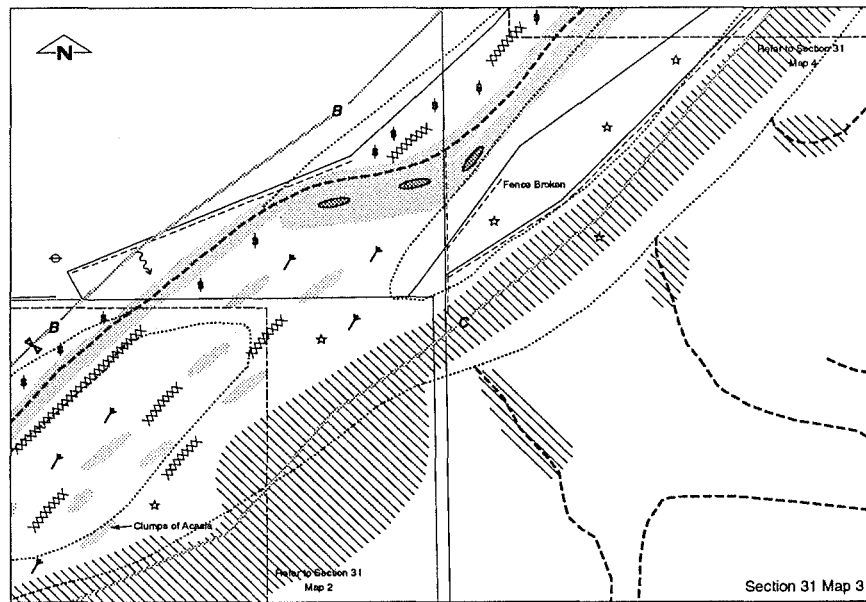 N
Refer to Section 31
Map 4
B
Fence Broken
B
C
Clumps of Acacia
Refer to Section 31
Map 2
Section 31 Map 3